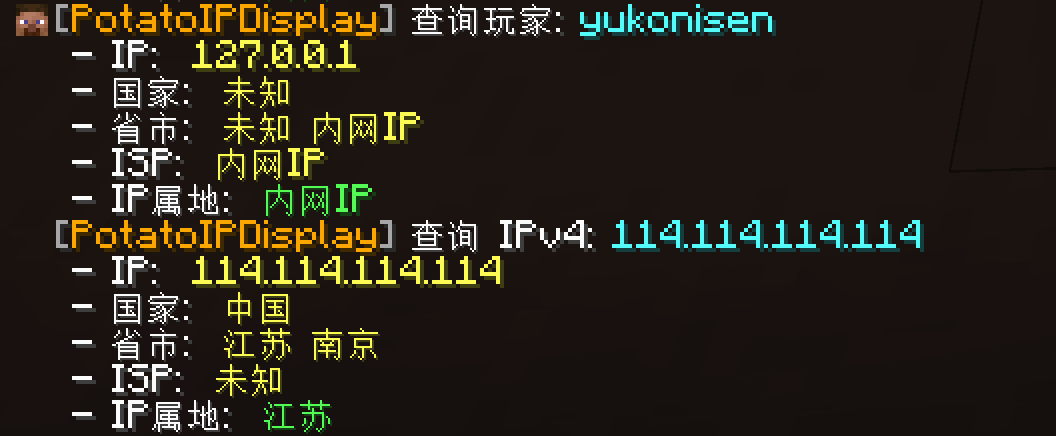 [PotatoIPDisplay] 查询玩家: yukonisen
- IP: 127.0.0.1
- 国家: 未知
- 省市: 未知 内网IP
- ISP: 内网IP
- IP属地: 内网IP
[PotatoIPDisplay] 查询 IPv4: 114.114.114.114
- IP: 114.114.114.114
- 国家: 中国
- 省市: 江苏 南京
- ISP: 未知
- IP属地: 江苏